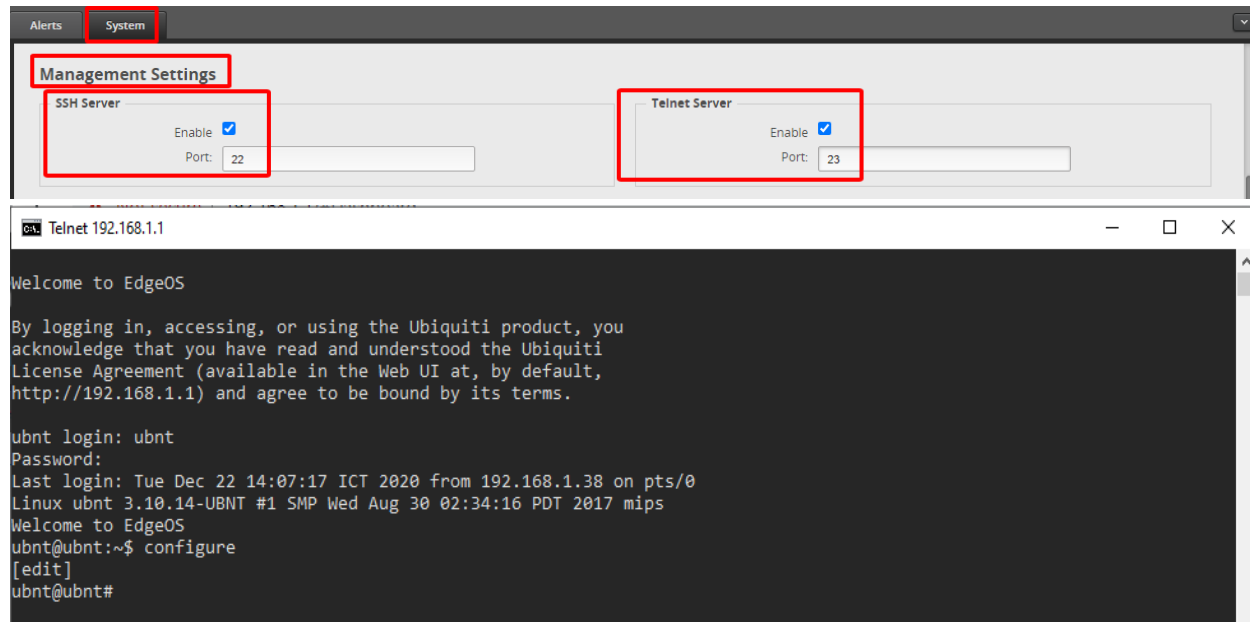 Alerts System
Management Settings
SSH Server Telnet Server
Enable Enable
Port: 22 Port: 23
Telnet 192.168.1.1
Welcome to EdgeOS
By logging in, accessing, or using the Ubiquiti product, you
acknowledge that you have read and understood the Ubiquiti
License Agreement (available in the Web UI at, by default,
http://192.168.1.1) and agree to be bound by its terms.
ubnt login: ubnt
Password:
Last login: Tue Dec 22 14:07:17 ICT 2020 from 192.168.1.38 on pts/0
Linux ubnt 3.10.14-UBNT #1 SMP Wed Aug 30 02:34:16 PDT 2017 mips
Welcome to EdgeOS
ubnt@ubnt:~$ configure
[edit]
ubnt@ubnt#